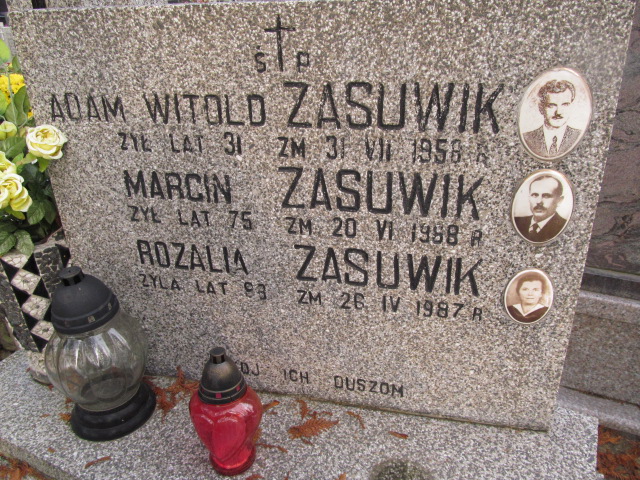 Ś P
ADAM WITOLD ZASUWIK
ŻYŁ LAT 31 ZM 31 VII 1958 R
MARCIN ZASUWIK
ŻYŁ LAT 75 ZM 20 VI 1958 R
ROZALIA ZASUWIK
ŻYŁA LAT 93 ZM 26 IV 1987 R
ICH DUSZOM